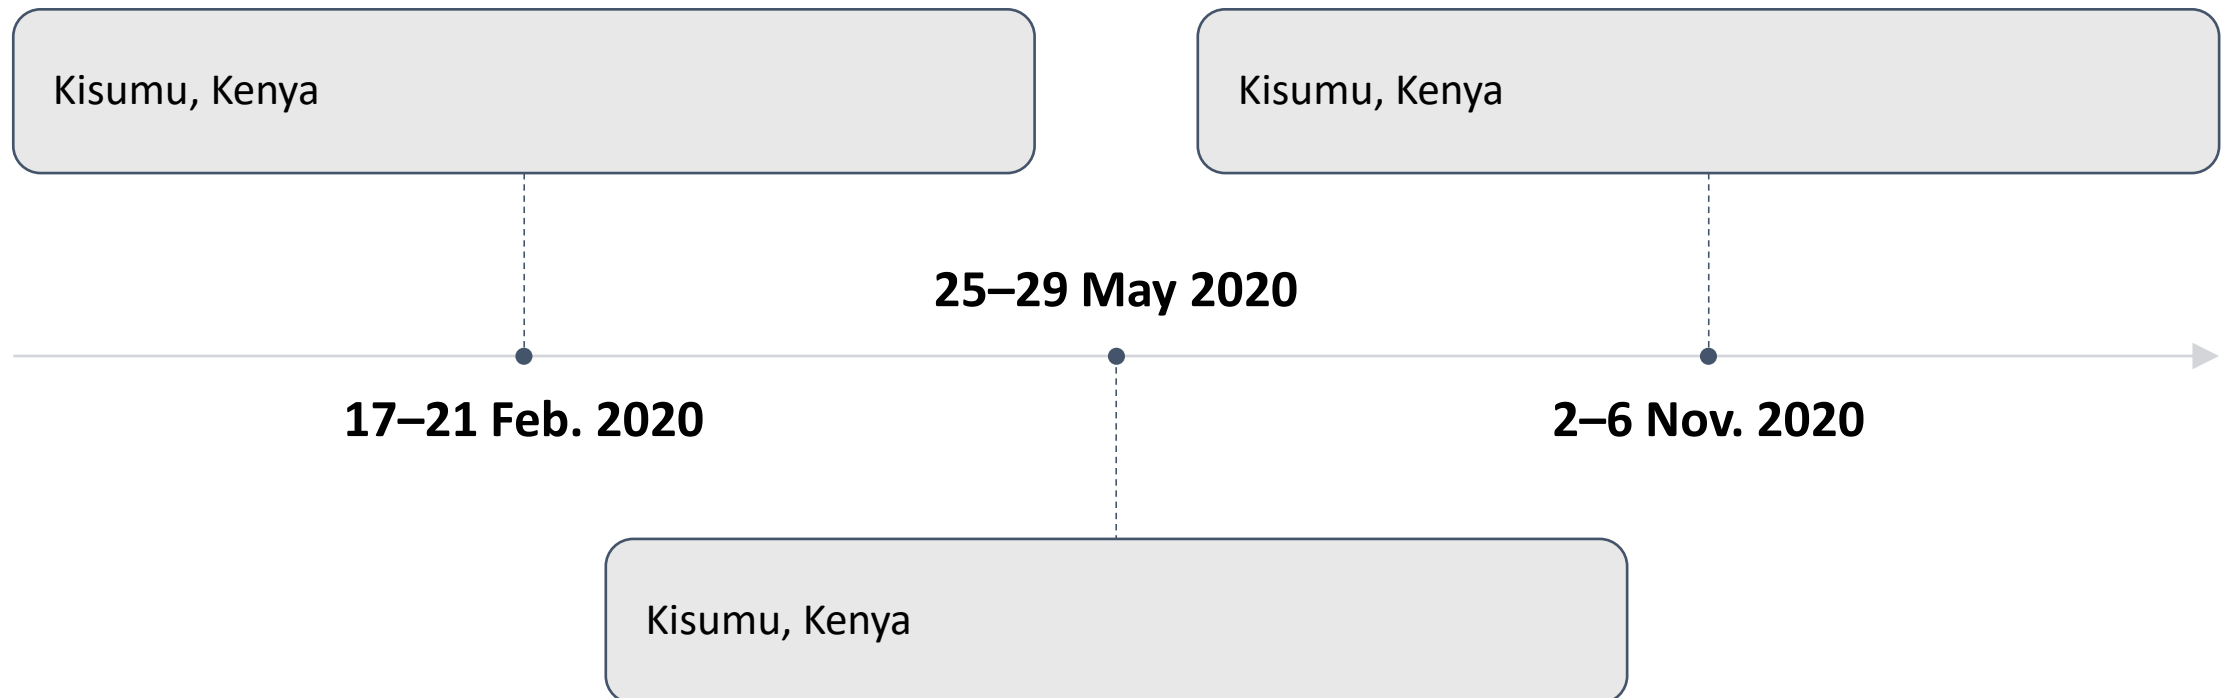 Kisumu, Kenya
Kisumu, Kenya
25–29 May 2020
17–21 Feb. 2020
2–6 Nov. 2020
Kisumu, Kenya